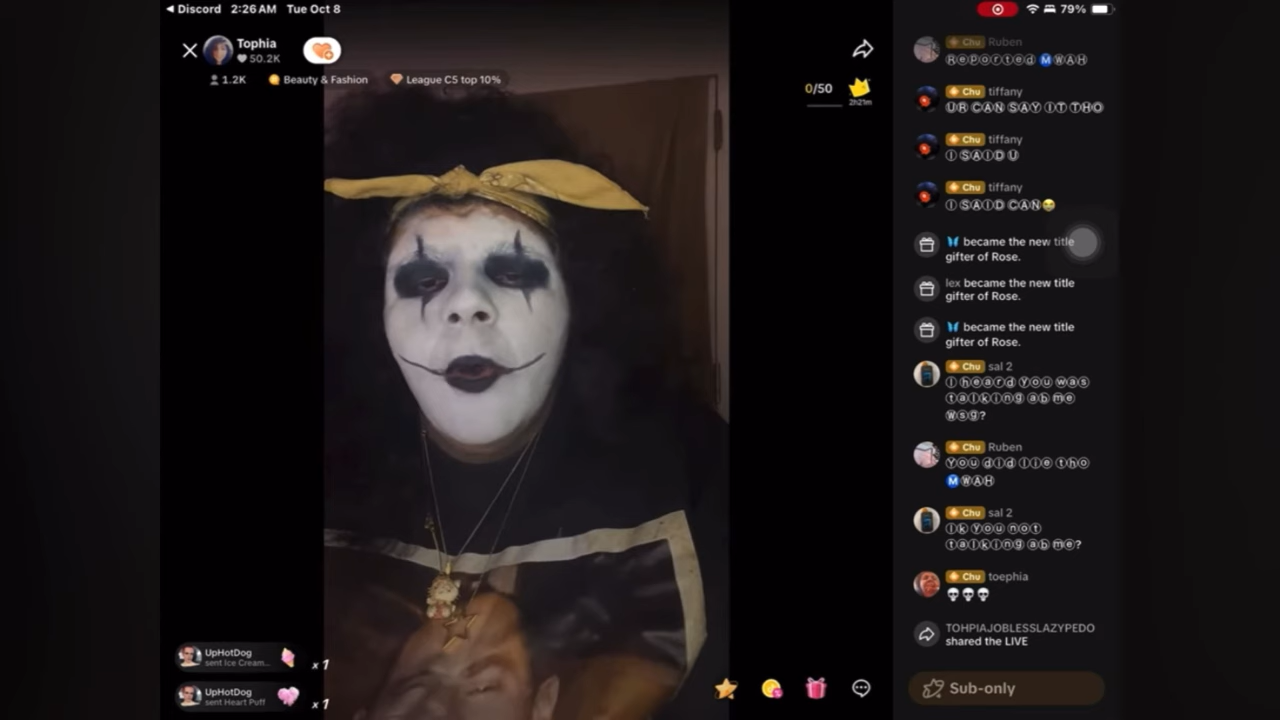 ◀ Discord 2:26 AM Tue Oct 8
79%
Tophia
50.2K
1.2K Beauty & Fashion League C5 top 10%
0/50
2h21m
Chu Ruben
Ⓡⓔⓟⓞⓡⓣⓔⓓ ⓂⓌⒶⒽ
Chu tiffany
ⓊⓇ ⒸⒶⓃ ⓈⒶⓎ ⒾⓉ ⓉⒽⓄ
Chu tiffany
Ⓘ ⓈⒶⒾⒹ Ⓤ
Chu tiffany
Ⓘ ⓈⒶⒾⒹ ⒸⒶⓃ😂
🦋 became the new title
gifter of Rose.
lex became the new title
gifter of Rose.
🦋 became the new title
gifter of Rose.
Chu sal 2
Ⓘ ⓗⓔⓐⓡⓓ ⓨⓞⓤ ⓦⓐⓢ
ⓣⓐⓛⓚⓘⓝⓖ ⓐⓑ ⓜⓔ
ⓦⓢⓖ?
Chu Ruben
Ⓨⓞⓤ ⓓⓘⓓ ⓛⓘⓔ ⓣⓗⓞ
ⓂⓌⒶⒽ
Chu sal 2
Ⓘⓚ ⓨⓞⓤ ⓝⓞⓣ
ⓣⓐⓛⓚⓘⓝⓖ ⓐⓑ ⓜⓔ?
Chu toephia
💀💀💀
TOHPIAJOBLESSLAZYPEDO
shared the LIVE
Sub-only
UpHotDog
sent Ice Cream... x1
UpHotDog
sent Heart Puff x1